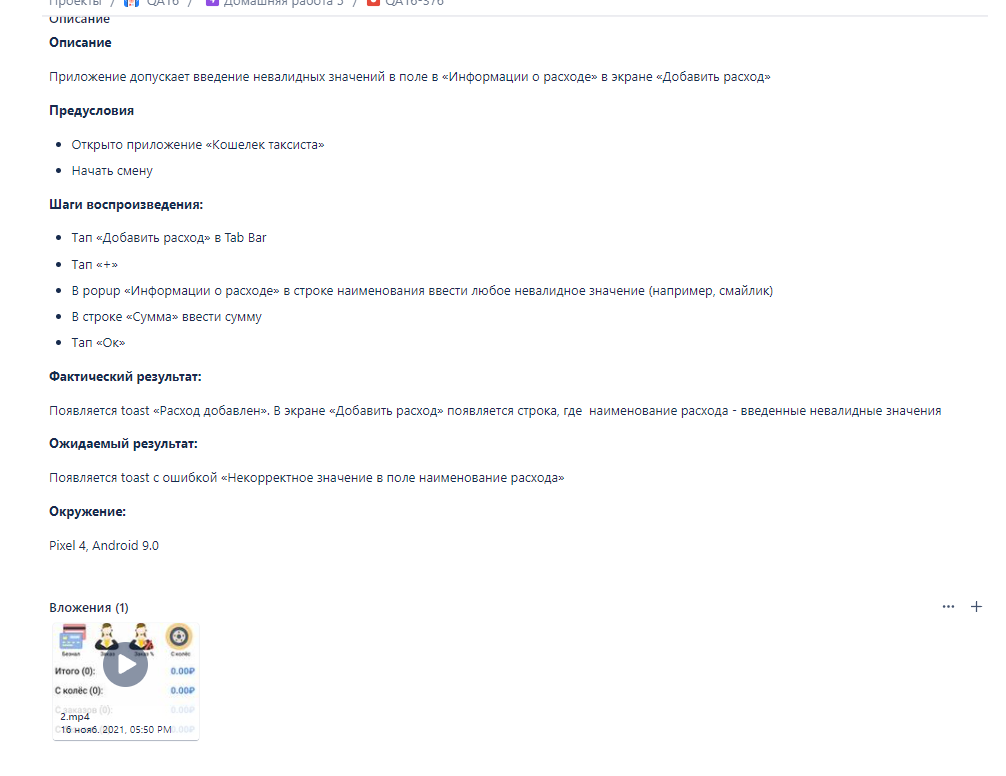 Проекты / QA16 / Домашняя работа 5 / QA16-376
Описание
Описание
Приложение допускает введение невалидных значений в поле в «Информации о расходе» в экране «Добавить расход»
Предусловия
Открыто приложение «Кошелек таксиста»
Начать смену
Шаги воспроизведения:
Тап «Добавить расход» в Tab Bar
Тап «+»
В popup «Информации о расходе» в строке наименования ввести любое невалидное значение (например, смайлик)
В строке «Сумма» ввести сумму
Тап «Ок»
Фактический результат:
Появляется toast «Расход добавлен». В экране «Добавить расход» появляется строка, где наименование расхода - введенные невалидные значения
Ожидаемый результат:
Появляется toast с ошибкой «Некорректное значение в поле наименование расхода»
Окружение:
Pixel 4, Android 9.0
Вложения (1)
Безнал Заказ Заказ % С колёс
Итого (0): 0.00₽
С колёс (0): 0.00₽
С заказов (0): 0.00₽
2.mp4
16 нояб. 2021, 05:50 PM